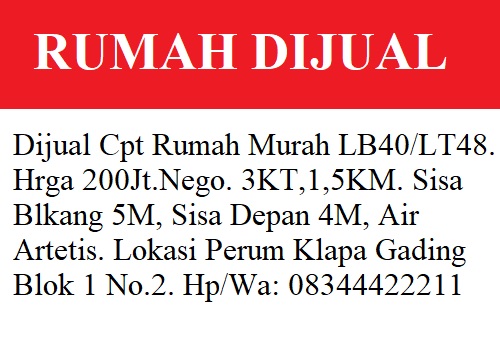 RUMAH DIJUAL
Dijual Cpt Rumah Murah LB40/LT48.
Hrga 200Jt.Nego. 3KT,1,5KM. Sisa
Blkang 5M, Sisa Depan 4M, Air
Artetis. Lokasi Perum Klapa Gading
Blok 1 No.2. Hp/Wa: 08344422211